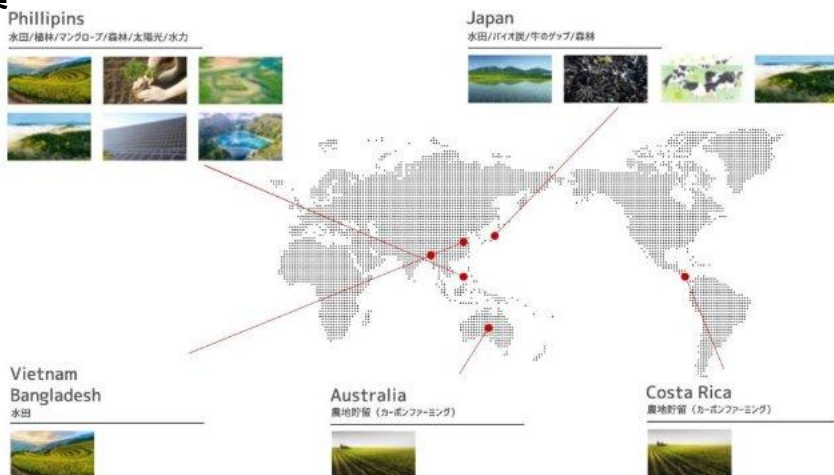 Phillipins
水田/植林/マングローブ/森林/太陽光/水力
Japan
水田/バイオ炭/牛のゲップ/森林
Vietnam
Bangladesh
水田
Australia
農地貯留（カーボンファーミング）
Costa Rica
農地貯留（カーボンファーミング）